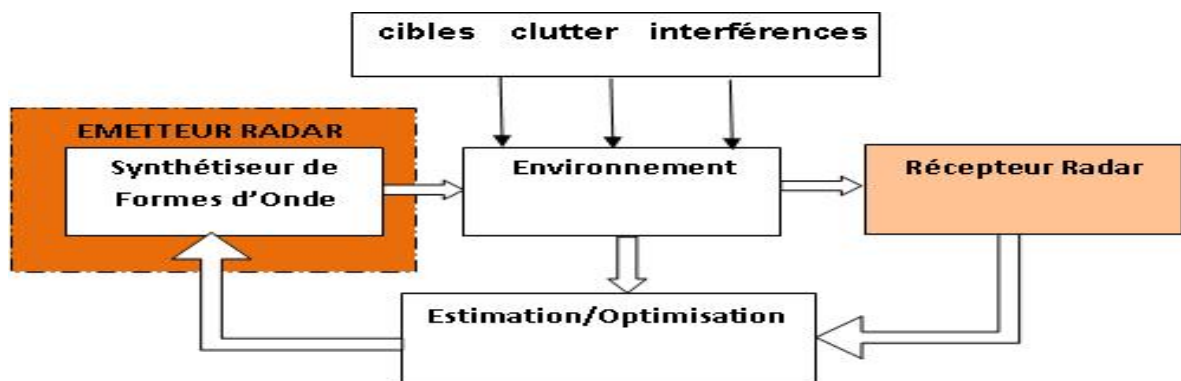 cibles clutter interférences
EMETTEUR RADAR
Synthétiseur de
Formes d'Onde
Environnement
Récepteur Radar
Estimation/Optimisation